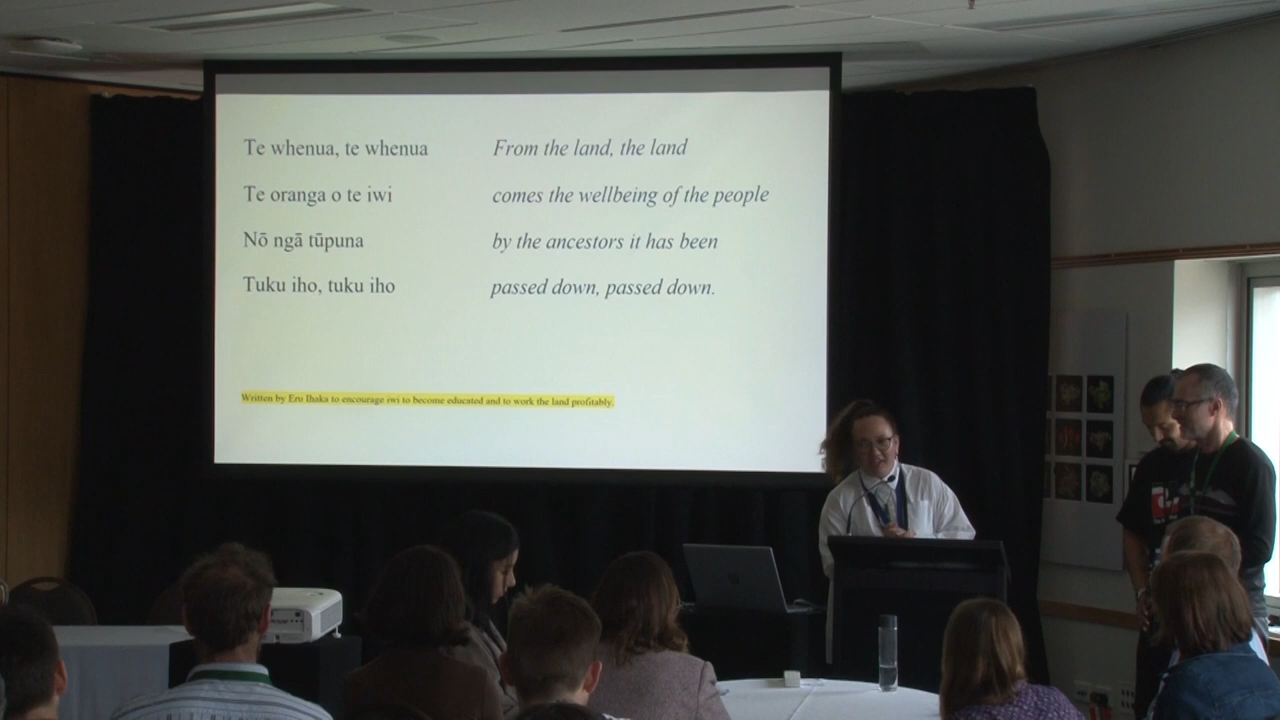 Te whenua, te whenua From the land, the land
Te oranga o te iwi comes the wellbeing of the people
Nō ngā tūpuna by the ancestors it has been
Tuku iho, tuku iho passed down, passed down.
Written by Eru Ihaka to encourage iwi to become educated and to work the land profitably.